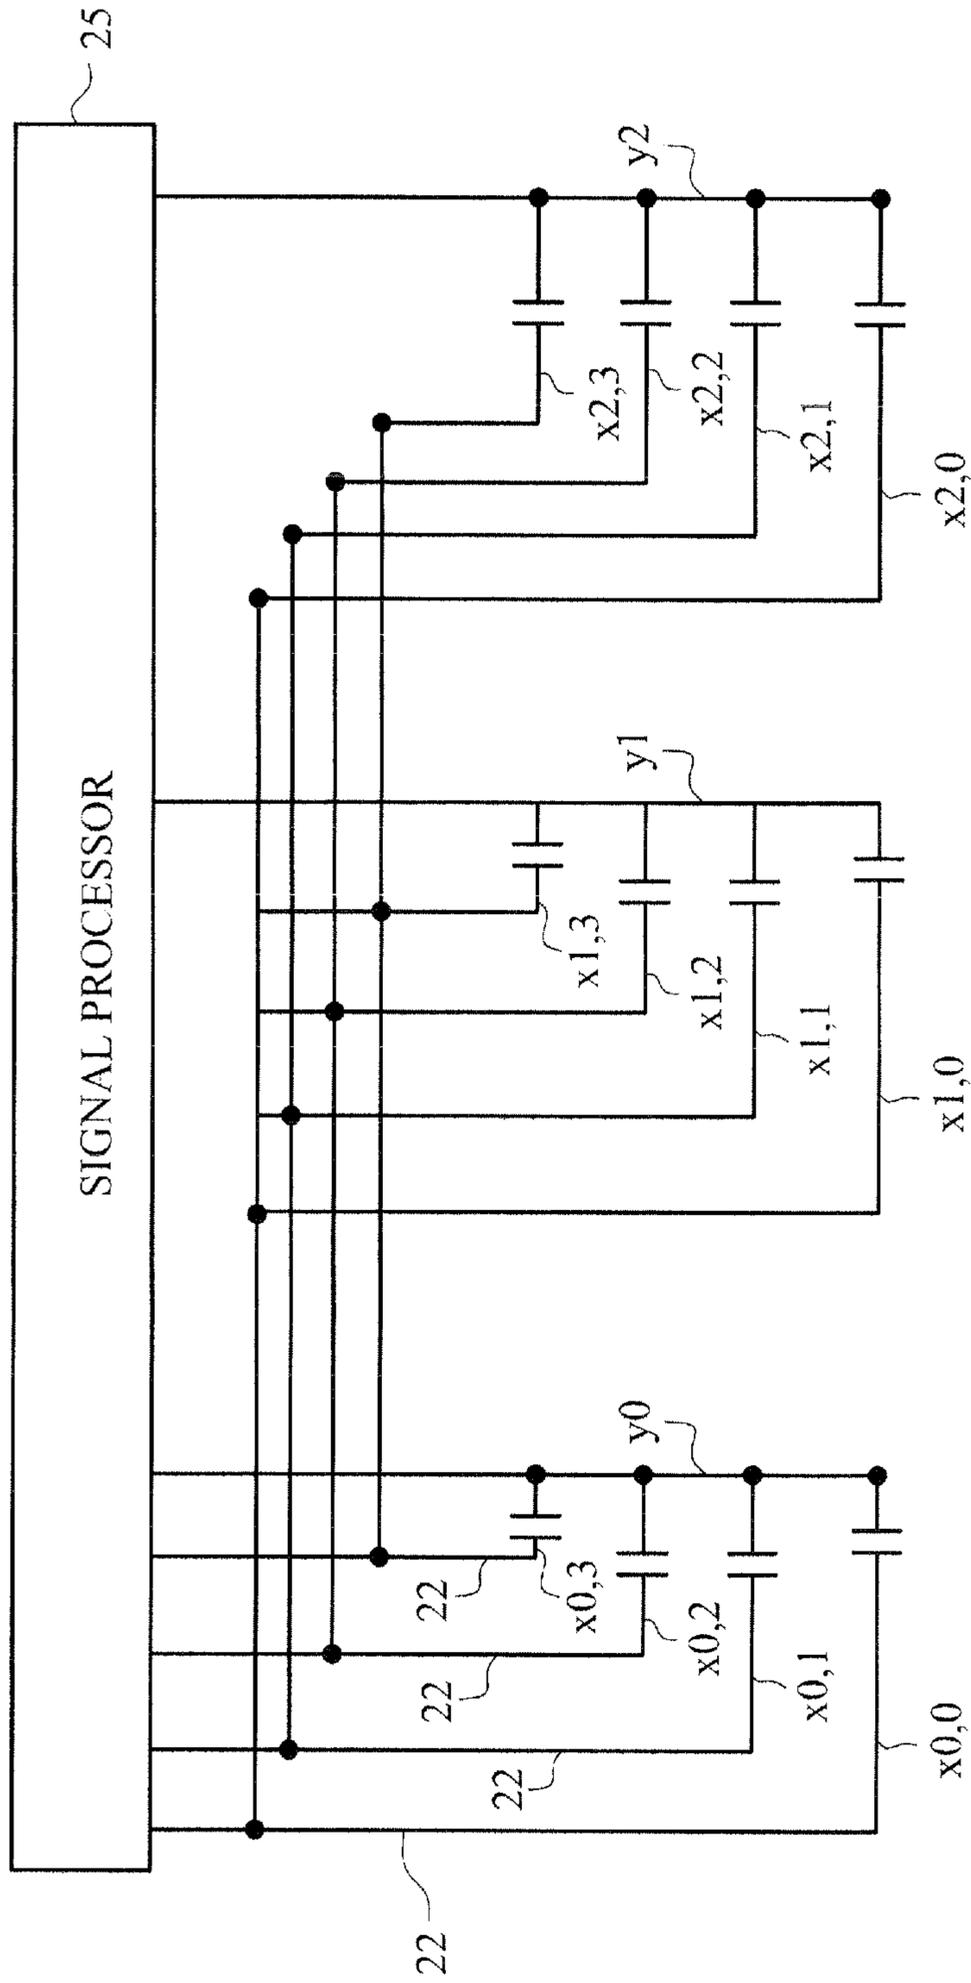 SIGNAL PROCESSOR
25
22
22
22
22
y0
y1
y2
x0,3
x0,2
x0,1
x0,0
x1,3
x1,2
x1,1
x1,0
x2,3
x2,2
x2,1
x2,0